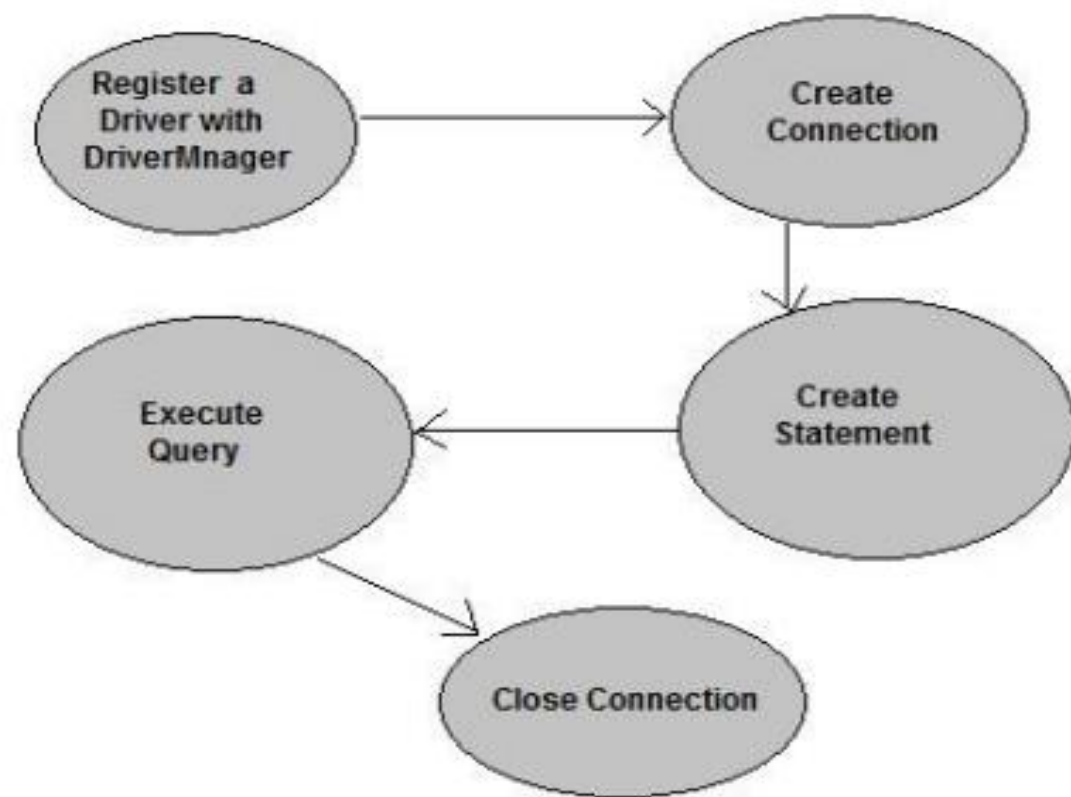 Register a
Driver with
DriverMnager
Create
Connection
Create
Statement
Execute
Query
Close Connection